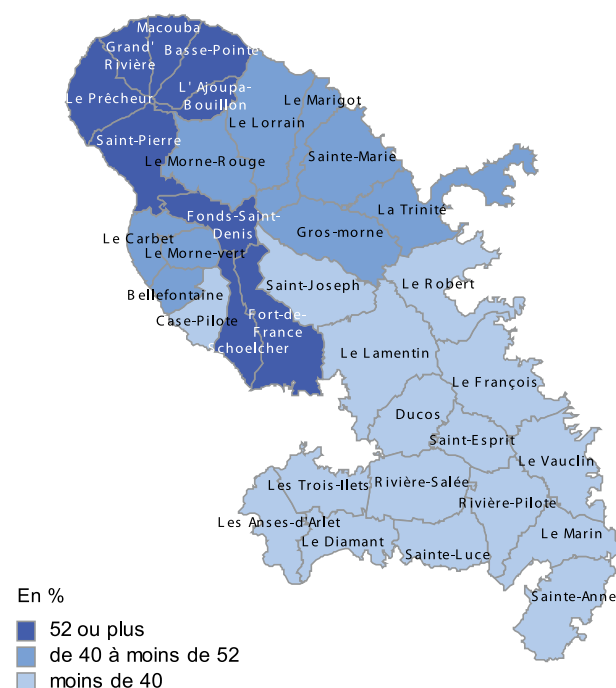 Macouba
Grand'
Rivière
Basse-Pointe
Le Prêcheur
L'Ajoupa-
Bouillon
Le Marigot
Le Lorrain
Saint-Pierre
Le Morne-Rouge
Sainte-Marie
La Trinité
Fonds-Saint-
Denis
Gros-morne
Le Carbet
Le Morne-vert
Saint-Joseph
Le Robert
Bellefontaine
Case-Pilote
Fort-de-
France
Schoelcher
Le Lamentin
Le François
Ducos
Saint-Esprit
Le Vauclin
Les Trois-Ilets
Rivière-Salée
Rivière-Pilote
Les Anses-d'Arlet
Le Diamant
Le Marin
Sainte-Luce
Sainte-Anne
En %
52 ou plus
de 40 à moins de 52
moins de 40